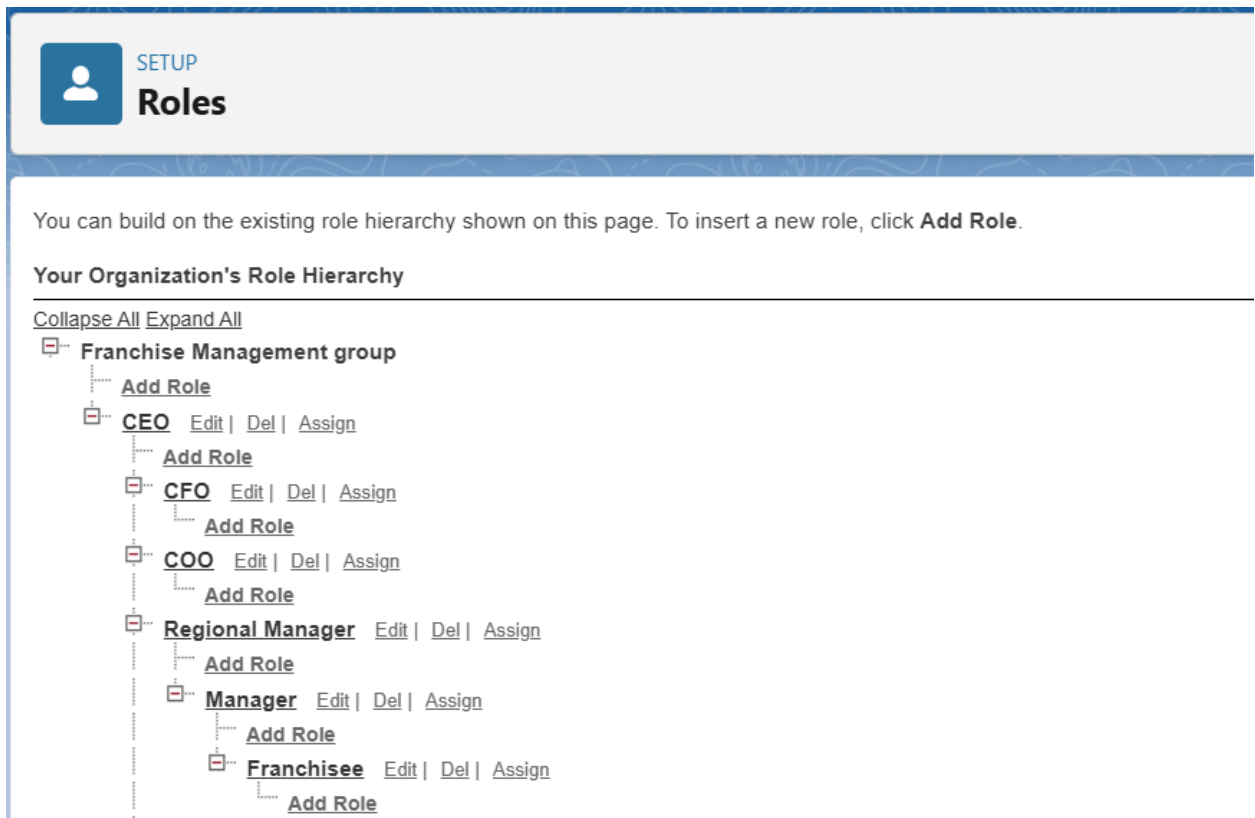 SETUP
Roles
You can build on the existing role hierarchy shown on this page. To insert a new role, click Add Role.
Your Organization's Role Hierarchy
Collapse All Expand All
Franchise Management group
Add Role
CEO Edit | Del | Assign
Add Role
CFO Edit | Del | Assign
Add Role
COO Edit | Del | Assign
Add Role
Regional Manager Edit | Del | Assign
Add Role
Manager Edit | Del | Assign
Add Role
Franchisee Edit | Del | Assign
Add Role